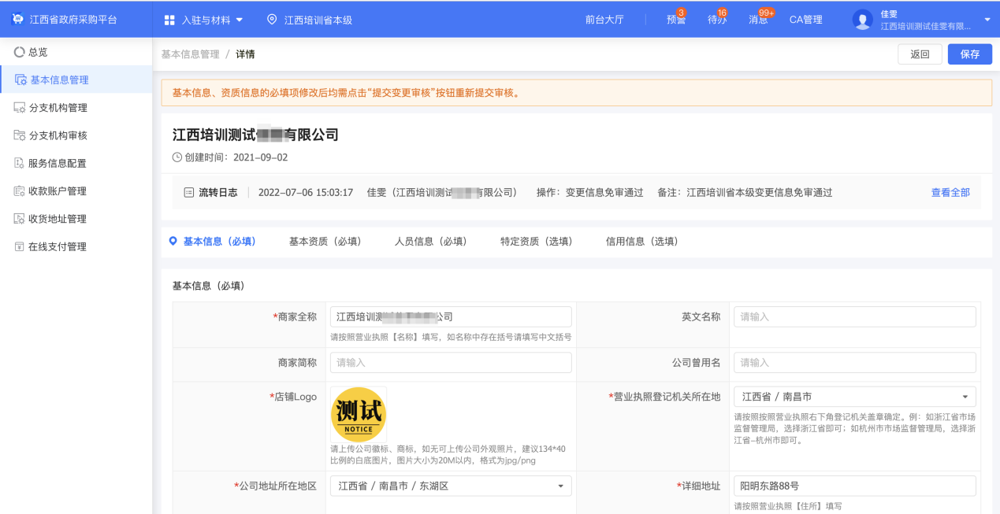 江西省政府采购平台
入驻与材料
江西培训省本级
前台大厅
预警
3
待办
16
消息
99+
CA管理
佳雯
江西培训测试佳雯有限...
总览
基本信息管理
分支机构管理
分支机构审核
服务信息配置
收款账户管理
收货地址管理
在线支付管理
基本信息管理 / 详情
返回
保存
基本信息、资质信息的必填项修改后均需点击“提交变更审核”按钮重新提交审核。
江西培训测试 有限公司
创建时间: 2021-09-02
流转日志
2022-07-06 15:03:17 佳雯(江西培训测试 有限公司) 操作: 变更信息免审通过 备注: 江西培训省本级变更信息免审通过
查看全部
基本信息(必填)
基本资质(必填)
人员信息(必填)
特定资质(选填)
信用信息(选填)
基本信息(必填)
*商家全称
江西培训测 公司
请按照营业执照【名称】填写,如名称中存在括号请填写中文括号
英文名称
请输入
商家简称
请输入
公司曾用名
请输入
*店铺Logo
测试
NOTICE
请上传公司徽标、商标,如无可上传公司外观照片,建议134*40
比例的白底图片,图片大小为20M以内,格式为jpg/png
*营业执照登记机关所在地
江西省 / 南昌市
请按照按照营业执照右下角登记机关盖章确定。例:如浙江省市场
监督管理局,选择浙江省即可;如杭州市市场监督管理局,选择浙
江省-杭州市即可。
*公司地址所在地区
江西省 / 南昌市 / 东湖区
*详细地址
阳明东路88号
请按照营业执照【住所】填写